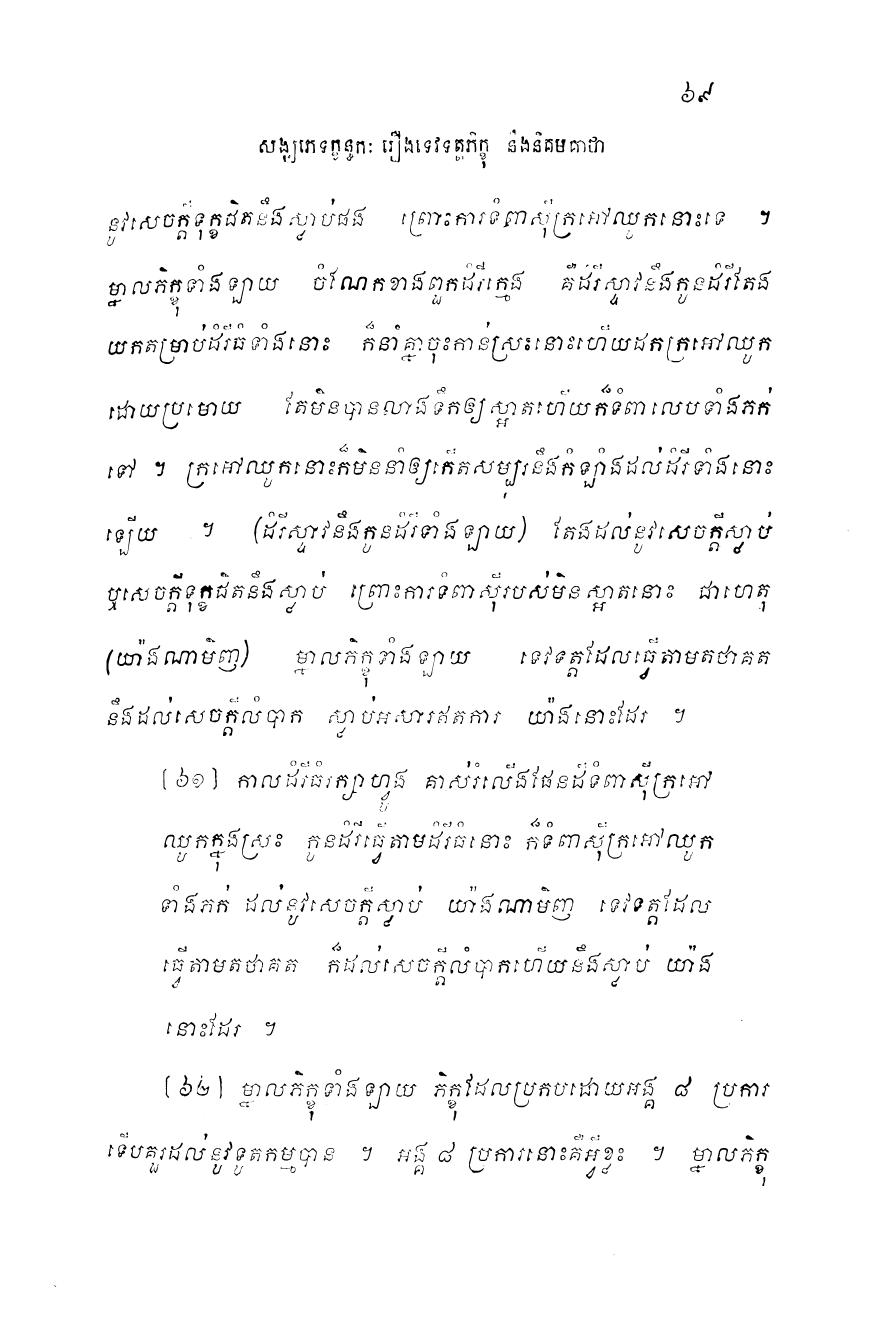 ៦៩
សង្ឃភេទក្ខន្ធកៈ រឿងទេវទត្តភិក្ខុ និងនិគមគាថា
នូវសេចក្តីទុក្ខជិតនឹងស្លាប់ផង ព្រោះការទំពាស៊ីក្រអៅឈូកនោះទេ ។
ម្នាលភិក្ខុទាំងឡាយ ចំណែកខាងពួកដំរីក្មេង គឺដំរីស្ទាវនឹងកូនដំរីតែង
យកតម្រាប់ដំរីធំទាំងនោះ ក៏នាំគ្នាចុះកាន់ស្រះនោះហើយដកក្រអៅឈូក
ដោយប្រមោយ តែមិនបានលាងទឹកឲ្យស្អាតហើយក៏ទំពាលេបទាំងភក់
ទៅ ។ ក្រអៅឈូកនោះក៏មិននាំឲ្យកើតសម្បុរនឹងកំឡាំងដល់ដំរីទាំងនោះ
ឡើយ ។ (ដំរីស្ទាវនឹងកូនដំរីទាំងឡាយ) តែងដល់នូវសេចក្តីស្លាប់
ឬសេចក្តីទុក្ខជិតនឹងស្លាប់ ព្រោះការទំពាស៊ីរបស់មិនស្អាតនោះ ជាហេតុ
(យ៉ាងណាមិញ) ម្នាលភិក្ខុទាំងឡាយ ទេវទត្តដែលធ្វើតាមតថាគត
នឹងដល់សេចក្តីលំបាក ស្លាប់អសារឥតការ យ៉ាងនោះដែរ ។
(៦១) កាលដំរីធំរក្សាហ្វូង គាស់រំលើងផែនដីទំពាស៊ីក្រអៅ
ឈូកក្នុងស្រះ កូនដំរីធ្វើតាមដំរីធំនោះ ក៏ទំពាស៊ីក្រអៅឈូក
ទាំងភក់ ដល់នូវសេចក្តីស្លាប់ យ៉ាងណាមិញ ទេវទត្តដែល
ធ្វើតាមតថាគត ក៏ដល់សេចក្តីលំបាកហើយនឹងស្លាប់ យ៉ាង
នោះដែរ ។
(៦២) ម្នាលភិក្ខុទាំងឡាយ ភិក្ខុដែលប្រកបដោយអង្គ ៨ ប្រការ
ទើបគួរដល់នូវទូតកម្មបាន ។ អង្គ ៨ ប្រការនោះគឺអ្វីខ្លះ ។ ម្នាលភិក្ខុ